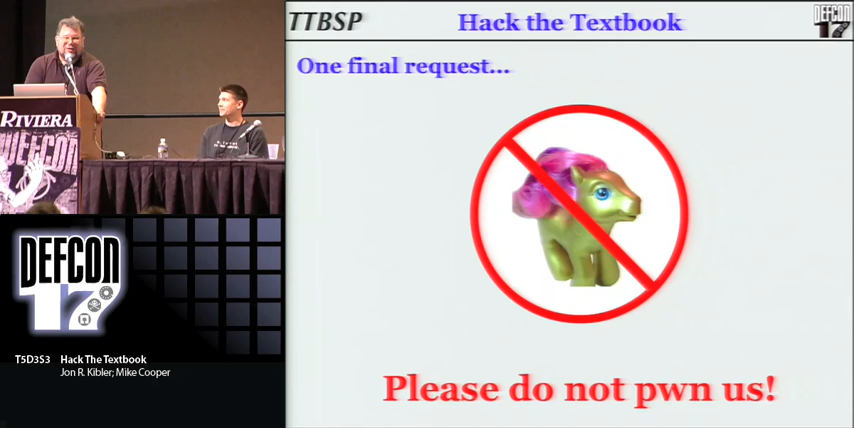 RIVIERA
DEFCON
DEFCON
17
T5D3S3 Hack The Textbook
Jon R. Kibler; Mike Cooper
TTBSP
Hack the Textbook
DEFCON
17
One final request...
Please do not pwn us!